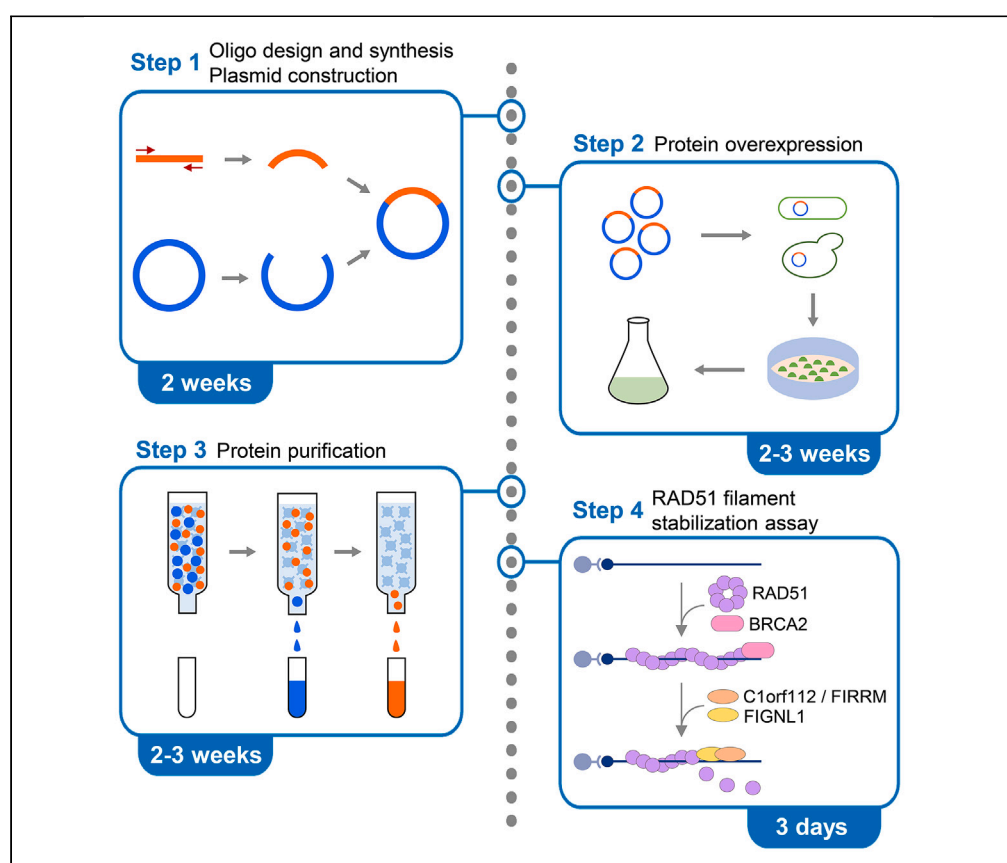 Step 1 Oligo design and synthesis
Plasmid construction
2 weeks
Step 2 Protein overexpression
2-3 weeks
Step 3 Protein purification
2-3 weeks
Step 4 RAD51 filament
stabilization assay
RAD51
BRCA2
C1orf112 / FIRRM
FIGNL1
3 days